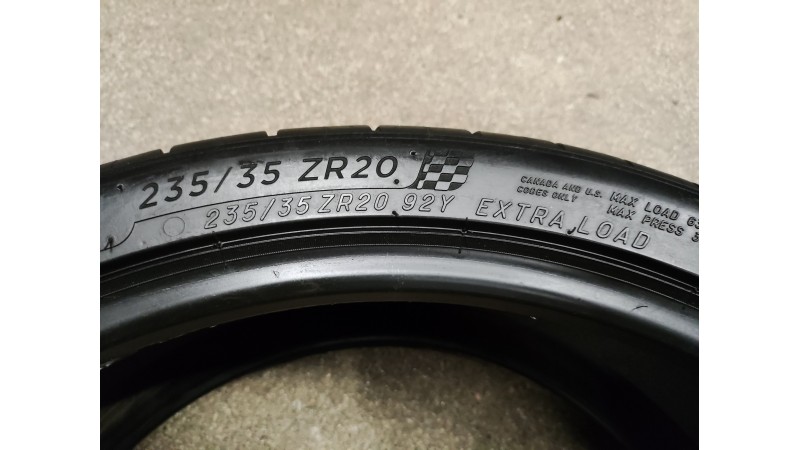 235/35 ZR20
235/35 ZR20 92Y EXTRA LOAD
CANADA AND U.S. CODES ONLY
MAX LOAD
MAX PRESS